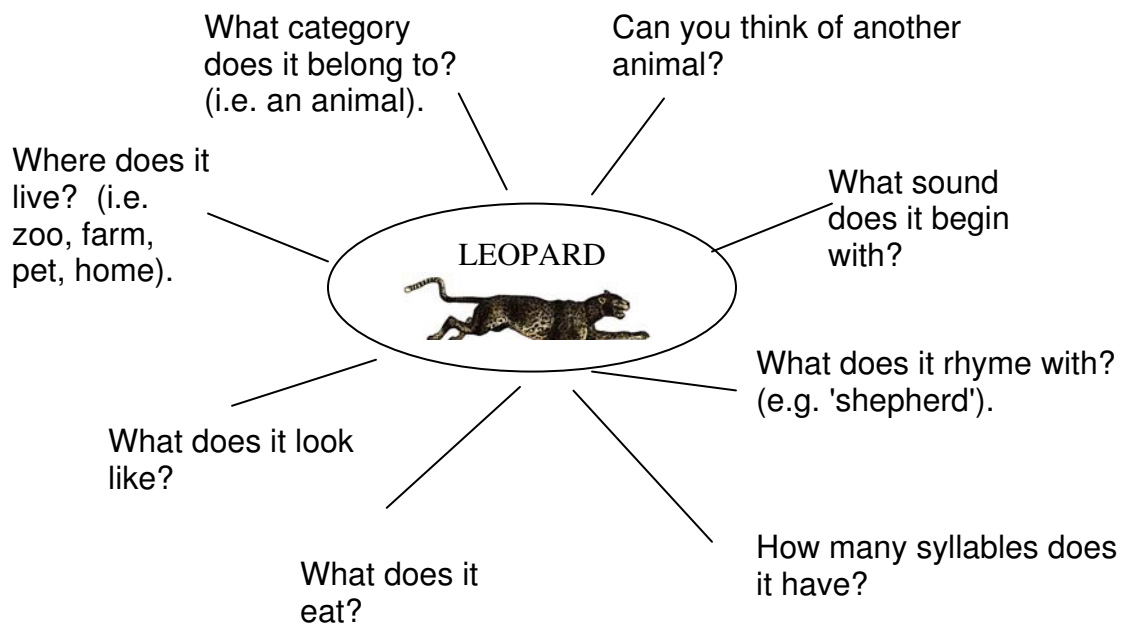 What category
does it belong to?
(i.e. an animal).
Can you think of another
animal?
Where does it
live?  (i.e.
zoo, farm,
pet, home).
What sound
does it begin
with?
LEOPARD
What does it rhyme with?
(e.g. 'shepherd').
What does it look
like?
How many syllables does
it have?
What does it
eat?